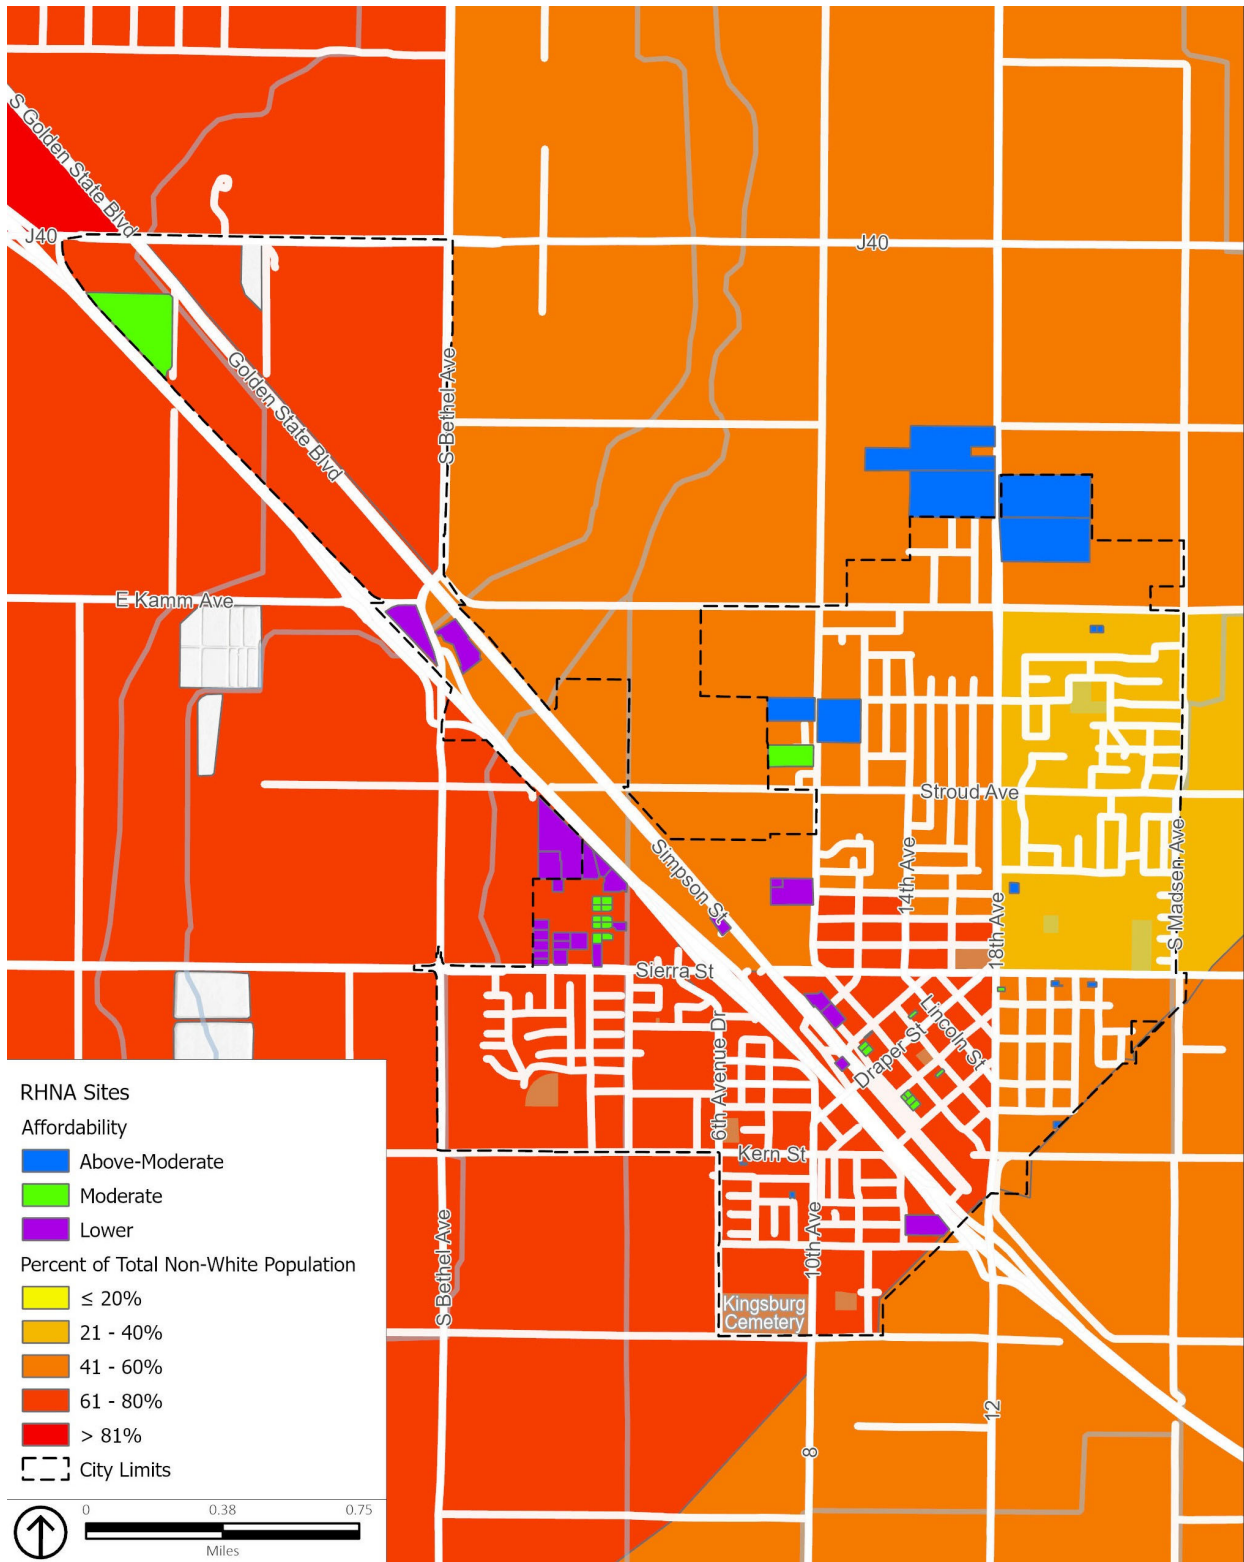 S Golden State Blvd
J40
J40
Golden State Blvd
S Bethel Ave
E Kamm Ave
Stroud Ave
14th Ave
18th Ave
S Madsen Ave
Simpson St
Sierra St
Lincoln St
Draper St
6th Avenue Dr
Kern St
10th Ave
S Bethel Ave
Kingsburg
Cemetery
12
8
RHNA Sites
Affordability
Above-Moderate
Moderate
Lower
Percent of Total Non-White Population
≤ 20%
21 - 40%
41 - 60%
61 - 80%
> 81%
City Limits
0 0.38 0.75
Miles